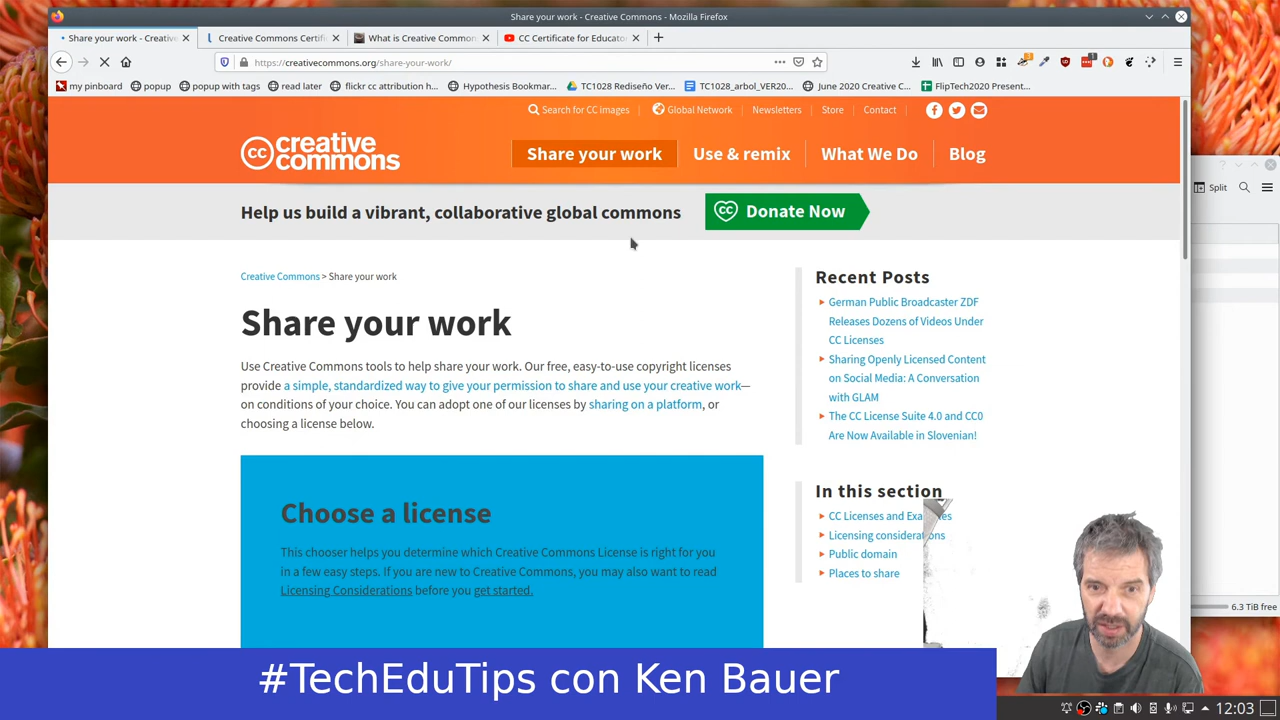 Share your work - Creative Commons - Mozilla Firefox
Share your work - Creative
Creative Commons Certifi
What is Creative Common
CC Certificate for Educato
https://creativecommons.org/share-your-work/
1
my pinboard
popup
popup with tags
read later
flickr cc attribution h...
Hypothesis Bookmar...
TC1028 Rediseño Ver...
TC1028_arbol_VER20...
June 2020 Creative C...
FlipTech2020 Present...
Search for CC images
Global Network
Newsletters
Store
Contact
cc creative commons
Share your work
Use & remix
What We Do
Blog
Help us build a vibrant, collaborative global commons
Donate Now
Split
Creative Commons > Share your work
Share your work
Use Creative Commons tools to help share your work. Our free, easy-to-use copyright licenses
provide a simple, standardized way to give your permission to share and use your creative work—
on conditions of your choice. You can adopt one of our licenses by sharing on a platform, or
choosing a license below.
Choose a license
This chooser helps you determine which Creative Commons License is right for you
in a few easy steps. If you are new to Creative Commons, you may also want to read
Licensing Considerations before you get started.
Recent Posts
German Public Broadcaster ZDF
Releases Dozens of Videos Under
CC Licenses
Sharing Openly Licensed Content
on Social Media: A Conversation
with GLAM
The CC License Suite 4.0 and CC0
Are Now Available in Slovenian!
In this section
CC Licenses and Examples
Licensing considerations
Public domain
Places to share
6.3 TiB free
#TechEduTips con Ken Bauer
12:03